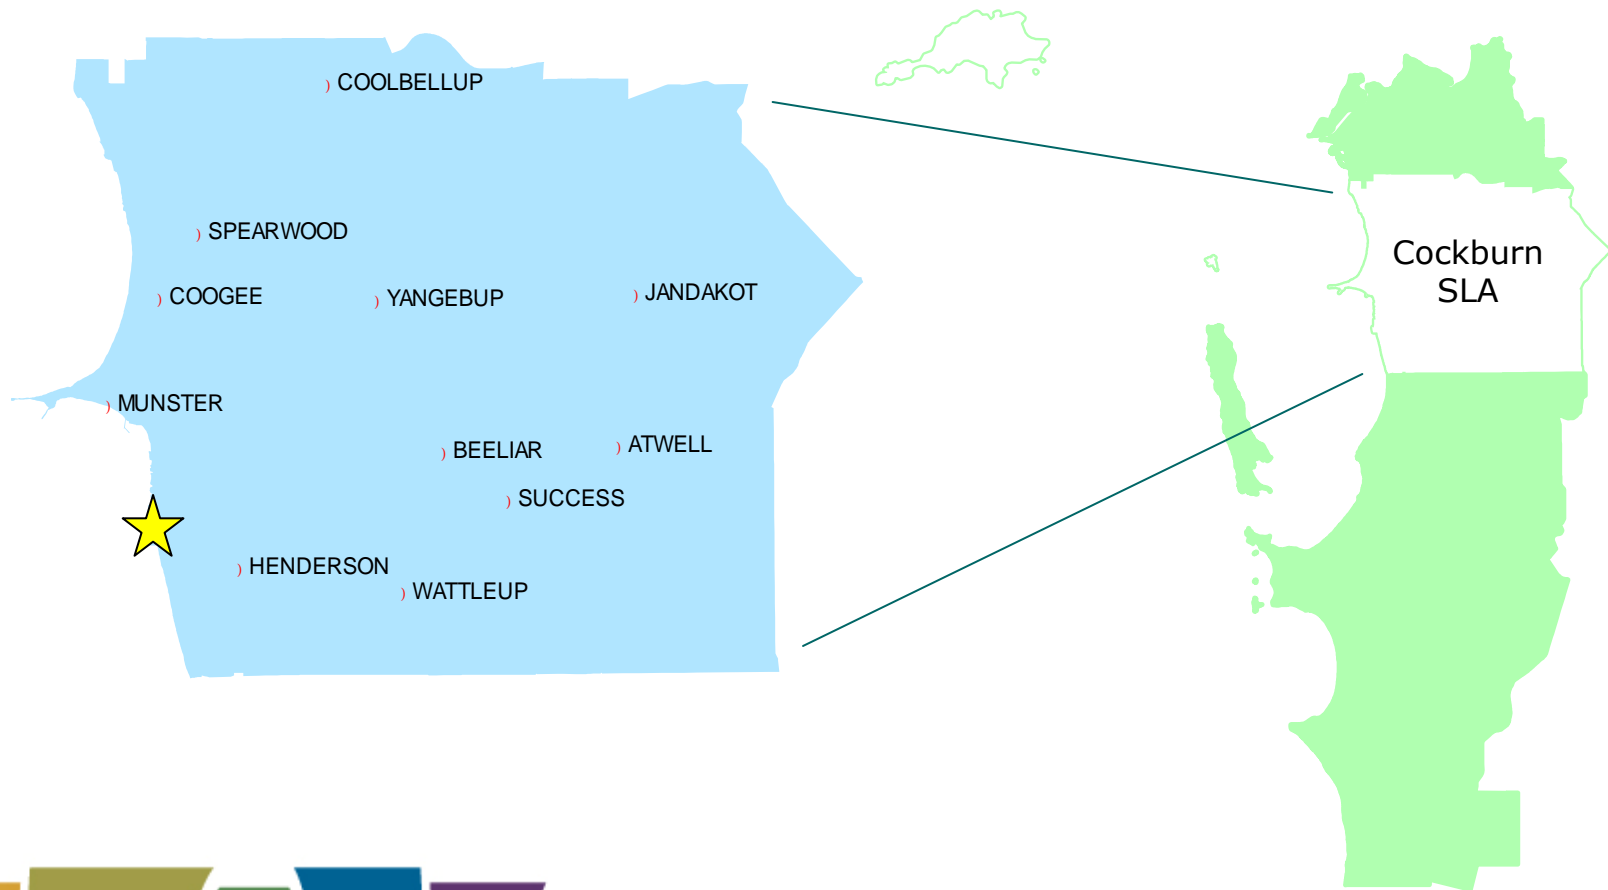 COOLBELLUP
SPEARWOOD
COOGEE
YANGEBUP
JANDAKOT
MUNSTER
BEELIAR
ATWELL
SUCCESS
HENDERSON
WATTLEUP
Cockburn
SLA